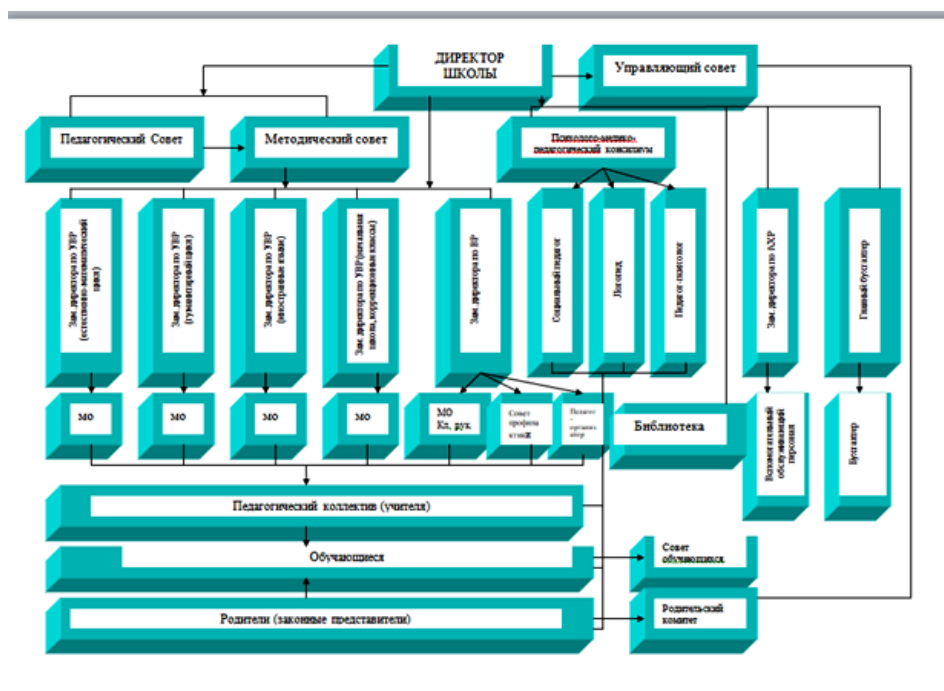 ДИРЕКТОР
ШКОЛЫ
Управляющий совет
Педагогический Совет
Методический совет
Психолого-медико-
педагогический консилиум
Зам. директора по УВР
(естественно-математический
цикл)
Зам. директора по УВР
(гуманитарный цикл)
Зам. директора по УВР
(иностранные языки)
Зам. директора по УВР (начальная
школа, коррекционные классы)
Зам. директора по ВР
Социальный педагог
Логопед
Педагог-психолог
Зам. директора по АХР
Главный бухгалтер
МО
МО
МО
МО
МО
Кл. рук.
Совет
профила
ктики
Педагог
-
организ
атор
Библиотека
Вспомогательный
обслуживающий
персонал
Бухгалтер
Педагогический коллектив (учителя)
Обучающиеся
Совет
обучающихся
Родители (законные представители)
Родительский
комитет